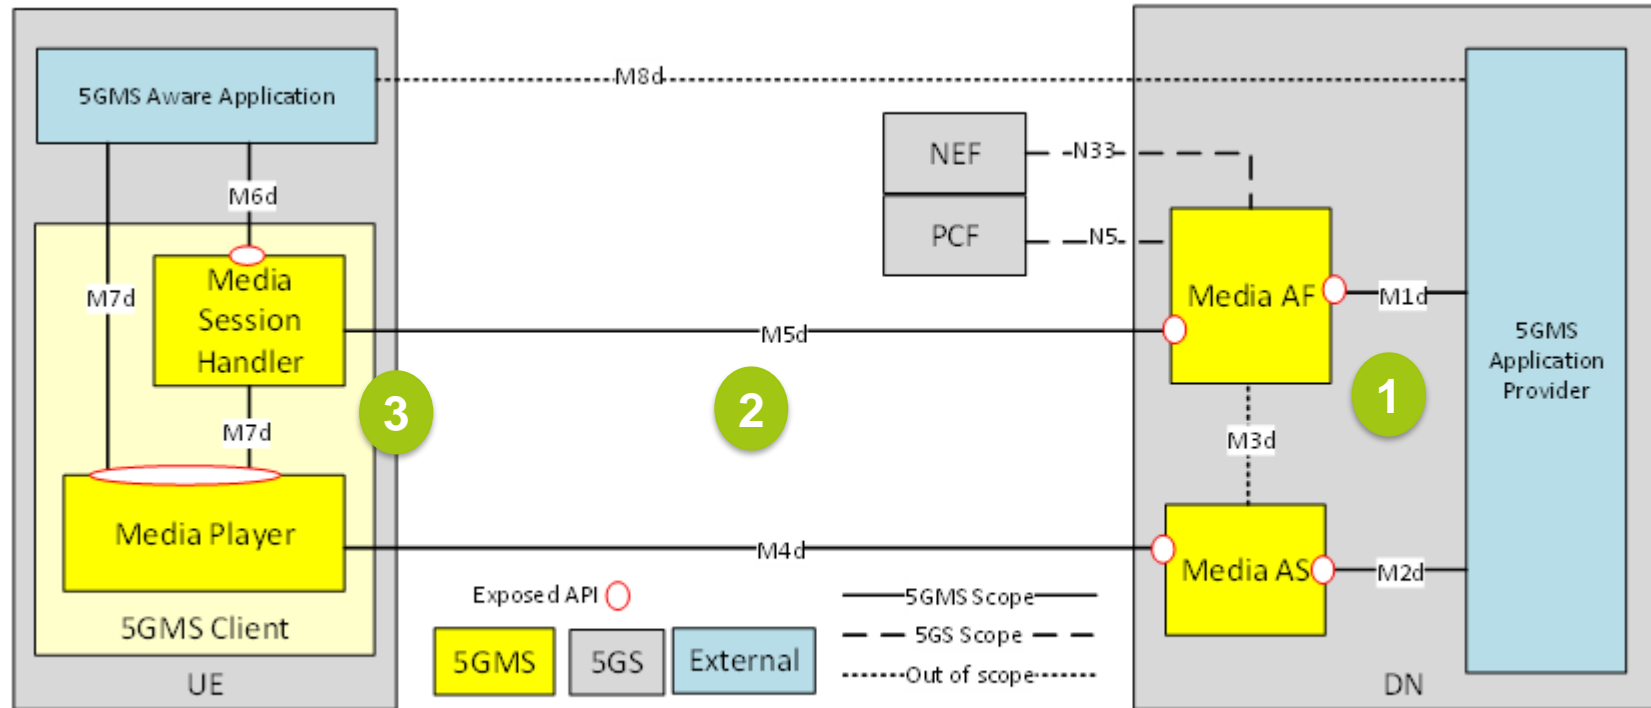 5GMS Aware Application
M8d
NEF
N33
PCF
N5
M6d
M7d
Media
Session
Handler
M5d
Media AF
M1d
5GMS
Application
Provider
3
2
1
M7d
M3d
Media Player
M4d
Media AS
M2d
5GMS Client
UE
Exposed API
5GMS
5GS
External
5GMS Scope
5GS Scope
Out of scope
DN